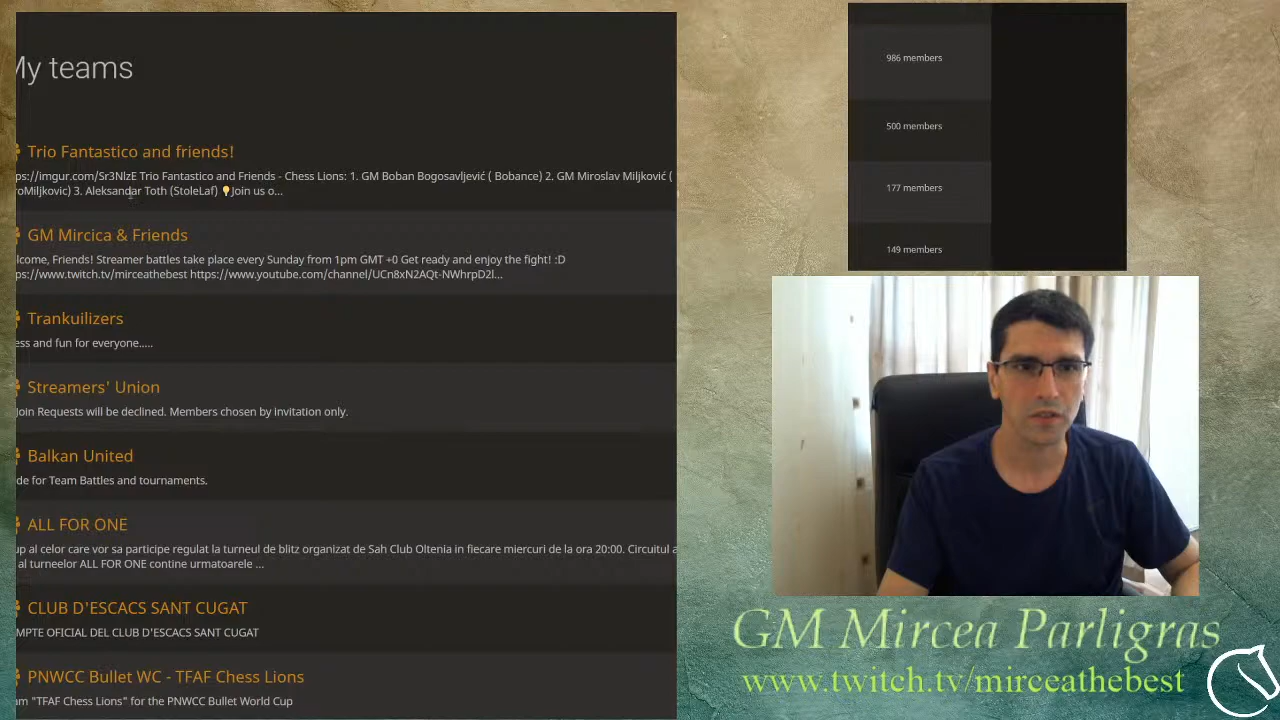 My teams
Trio Fantastico and friends!
ps://imgur.com/Sr3NlzE Trio Fantastico and Friends - Chess Lions: 1. GM Boban Bogosavljević ( Bobance) 2. GM Miroslav Miljković (
roMiljkovic) 3. Aleksandar Toth (StoleLaf) 💡Join us o...
GM Mircica & Friends
lcome, Friends! Streamer battles take place every Sunday from 1pm GMT +0 Get ready and enjoy the fight! :D
ps://www.twitch.tv/mirceathebest https://www.youtube.com/channel/UCn8xN2AQt-NWhrpD2l...
Trankuilizers
ess and fun for everyone.....
Streamers' Union
Join Requests will be declined. Members chosen by invitation only.
Balkan United
de for Team Battles and tournaments.
ALL FOR ONE
up al celor care vor sa participe regulat la turneul de blitz organizat de Sah Club Oltenia in fiecare miercuri de la ora 20:00. Circuitul a
al turneelor ALL FOR ONE contine urmatoarele ...
CLUB D'ESCACS SANT CUGAT
MPTE OFICIAL DEL CLUB D'ESCACS SANT CUGAT
PNWCC Bullet WC - TFAF Chess Lions
am "TFAF Chess Lions" for the PNWCC Bullet World Cup
986 members
500 members
177 members
149 members
GM Mircea Parligras
www.twitch.tv/mirceathebest